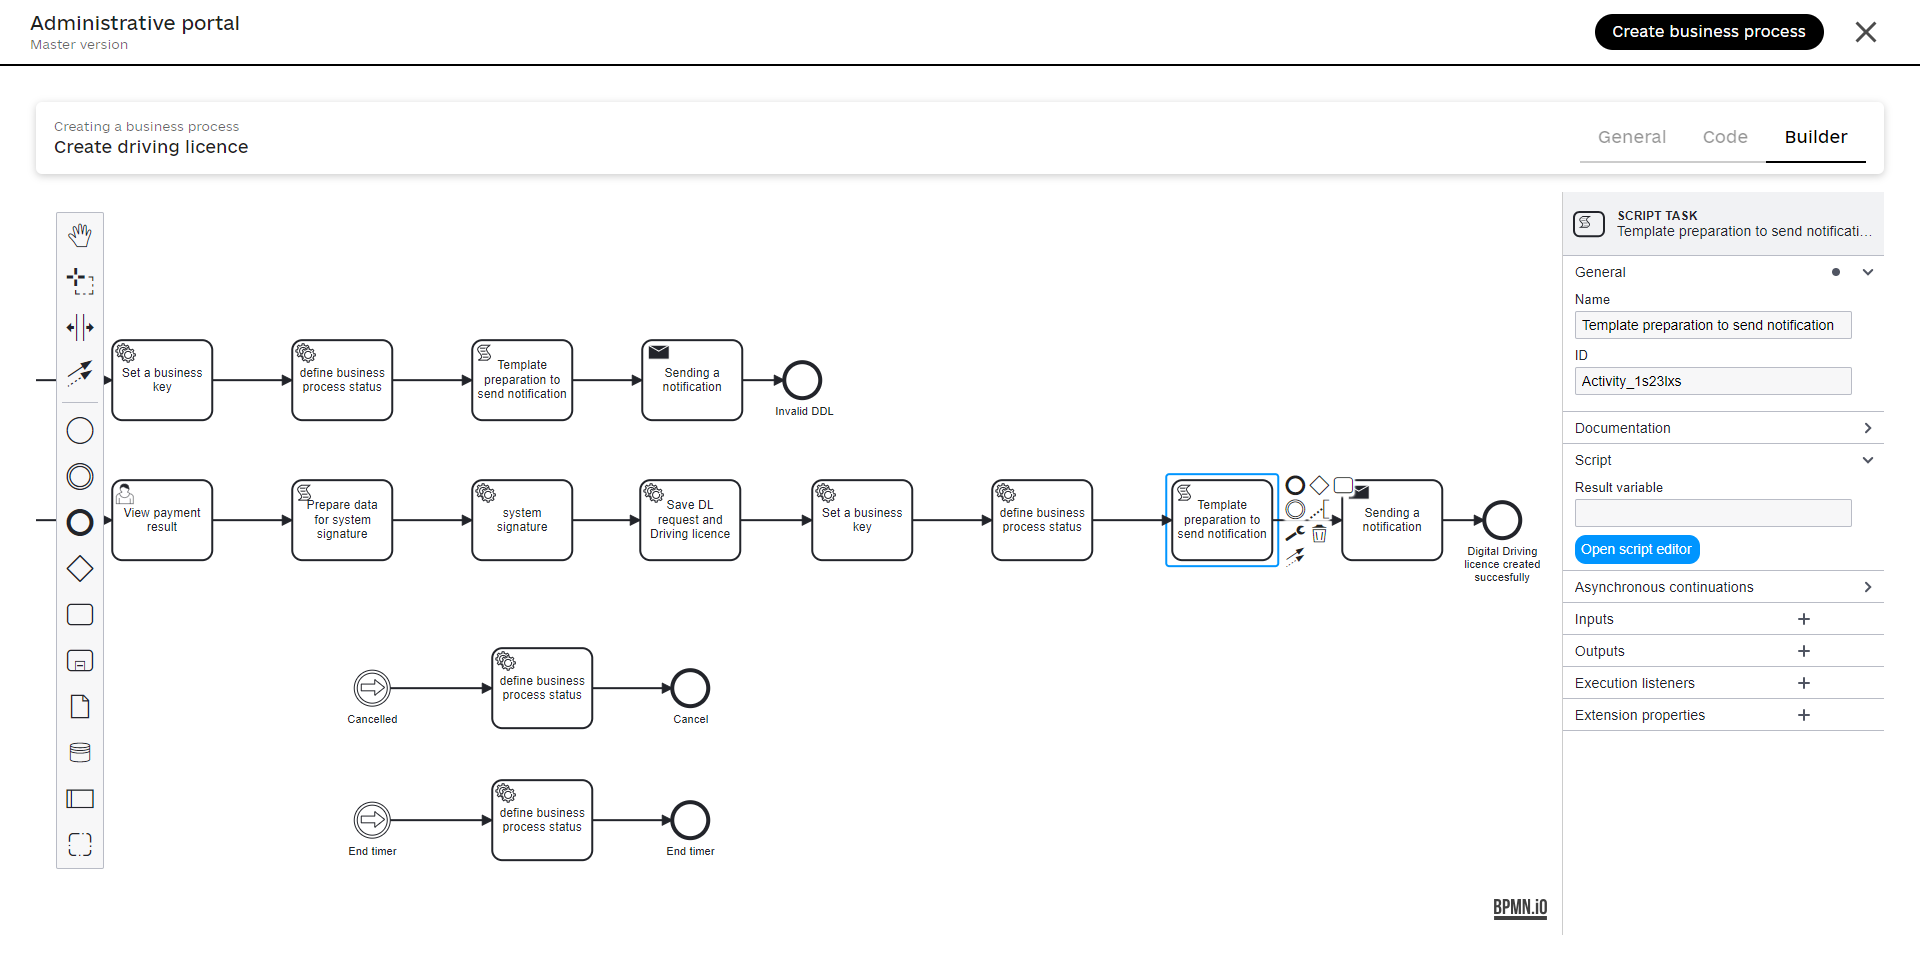 Administrative portal
Master version
Create business process
Creating a business process
Create driving licence
General
Code
Builder
Set a business
key
define business
process status
Template
preparation to
send notification
Sending a
notification
Invalid DDL
View payment
result
Prepare data
for system
signature
system
signature
Save DL
request and
Driving licence
Set a business
key
define business
process status
Template
preparation to
send notification
Sending a
notification
Digital Driving
licence created
succesfully
Cancelled
define business
process status
Cancel
End timer
define business
process status
End timer
BPMN.iO
SCRIPT TASK
Template preparation to send notificati...
General
Name
Template preparation to send notification
ID
Activity_1s23lxs
Documentation
Script
Result variable
Open script editor
Asynchronous continuations
Inputs
Outputs
Execution listeners
Extension properties